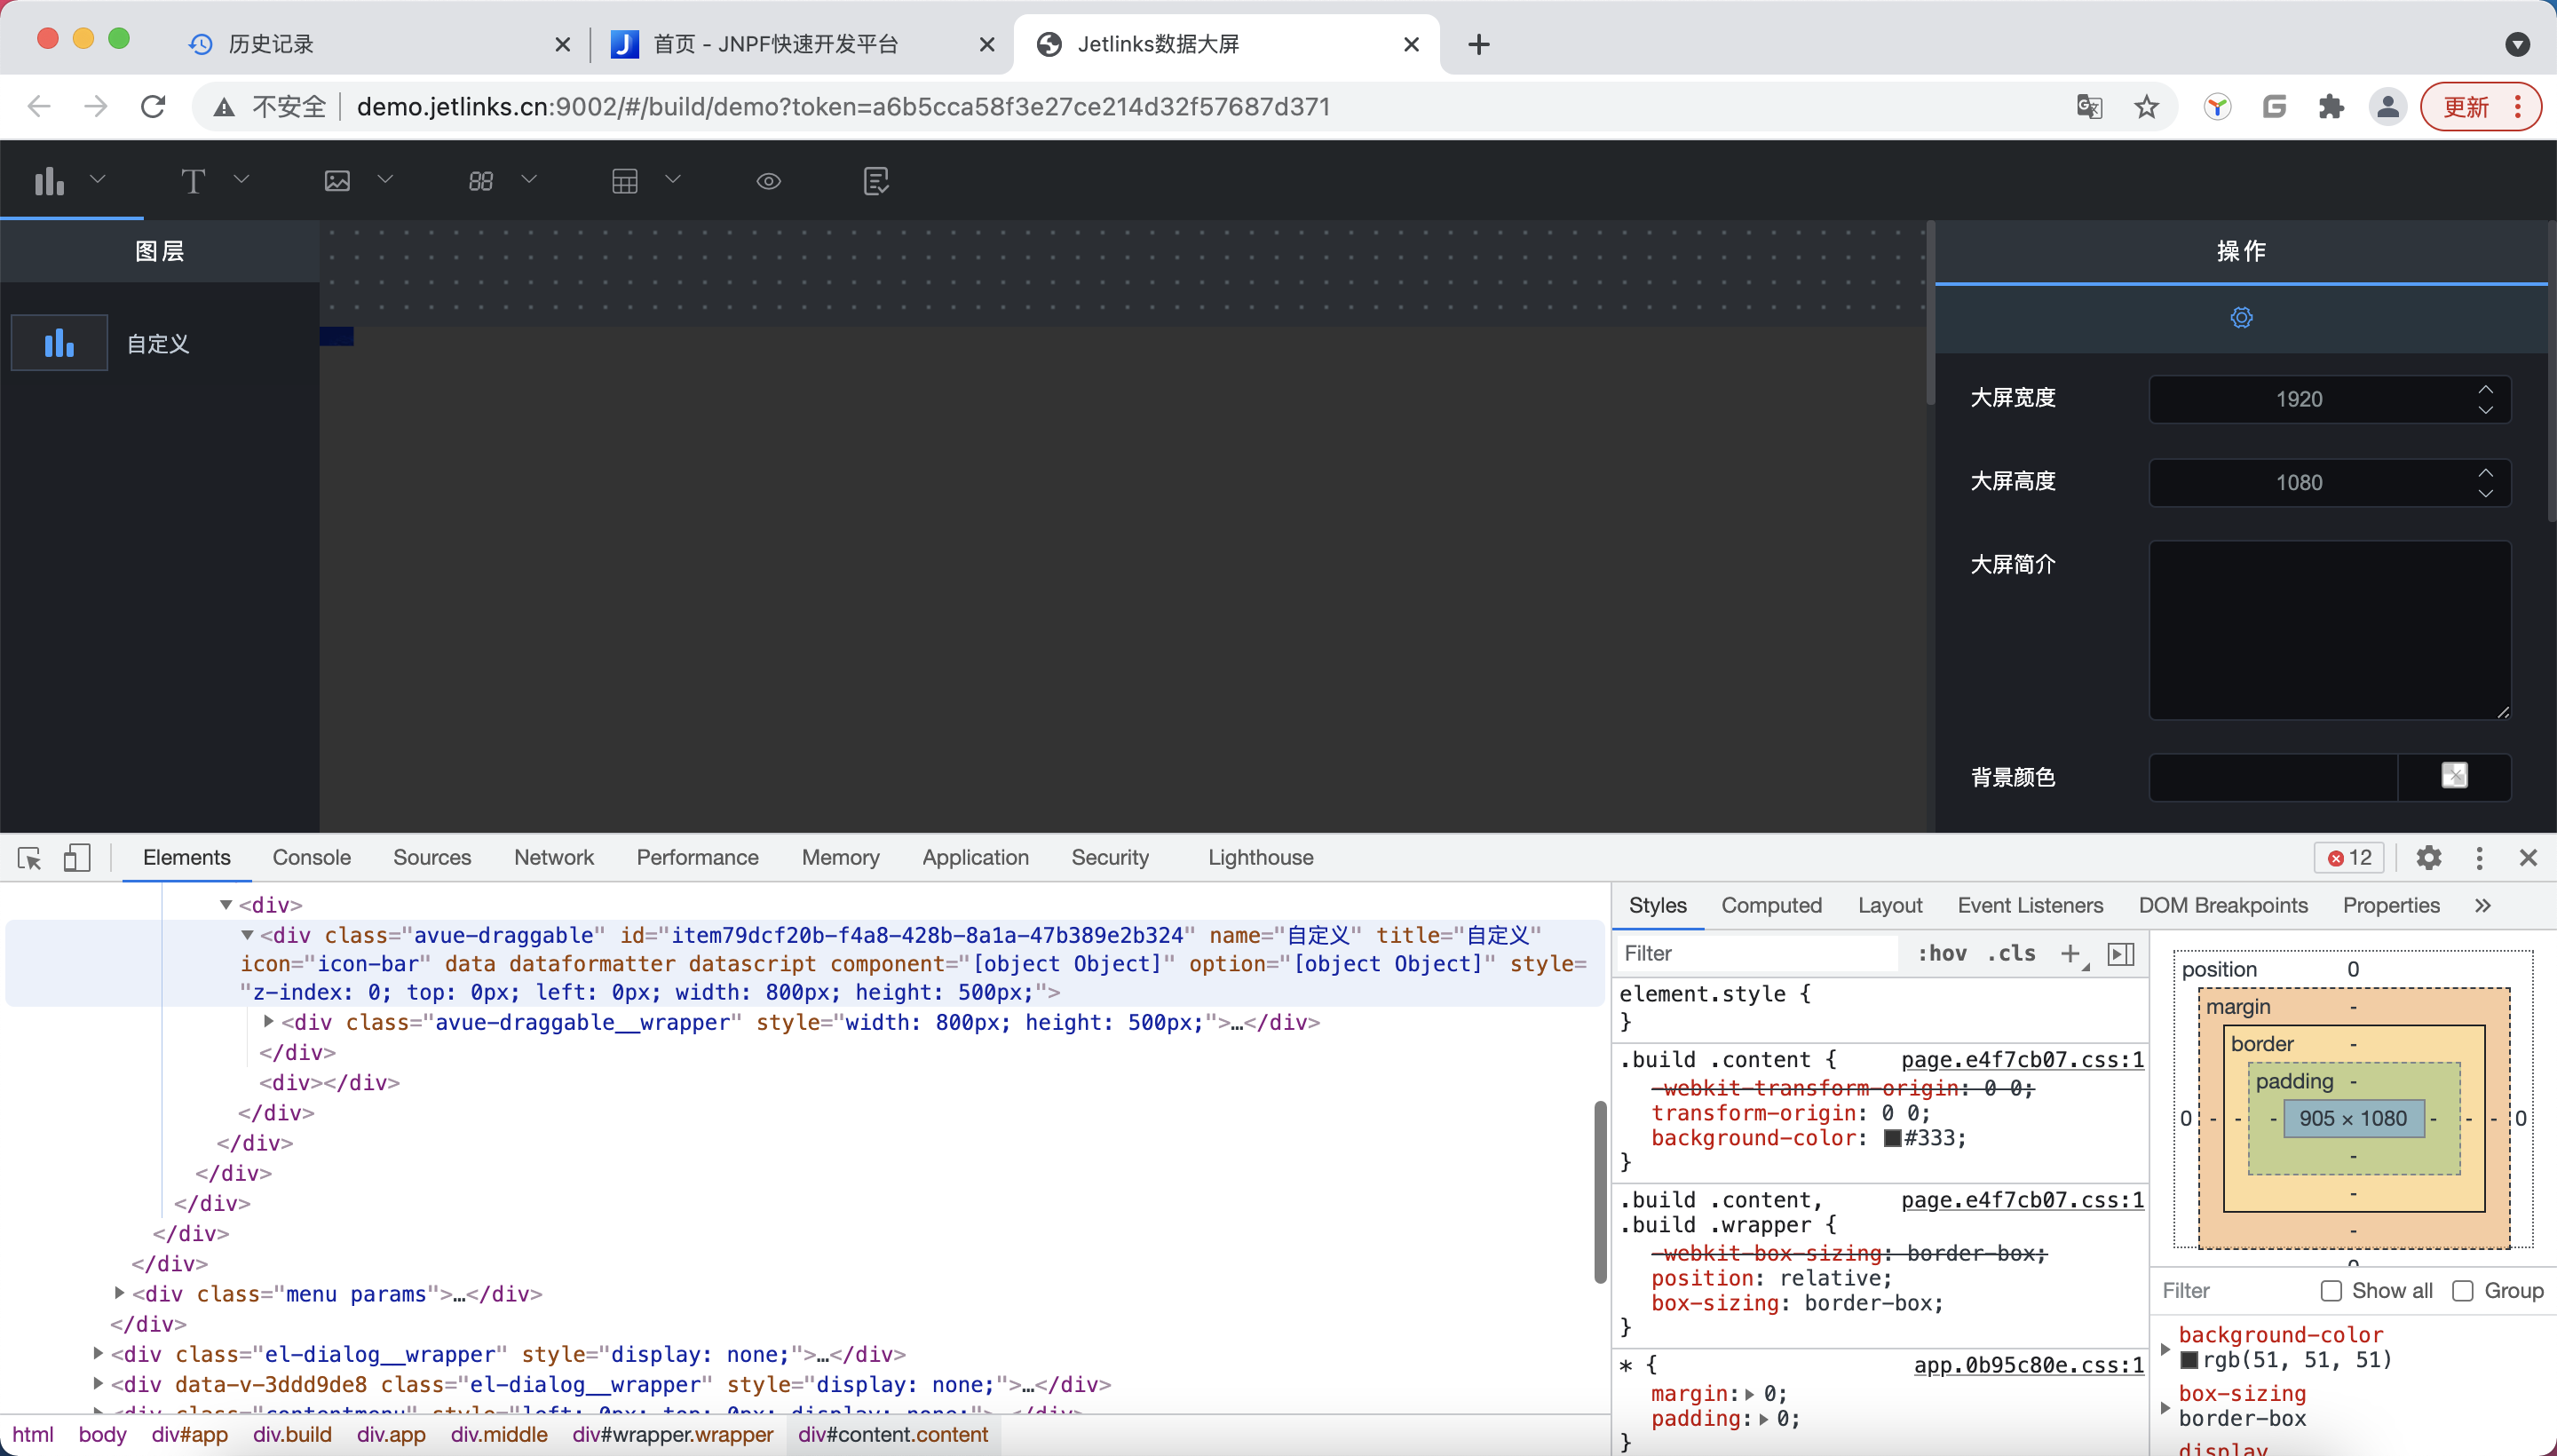 历史记录
首页 - JNPF快速开发平台
Jetlinks数据大屏
不安全
demo.jetlinks.cn:9002/#/build/demo?token=a6b5cca58f3e27ce214d32f57687d371
更新
图层
操作
自定义
大屏宽度 1920
大屏高度 1080
大屏简介
背景颜色
Elements Console Sources Network Performance Memory Application Security Lighthouse 12
<div>
<div class="avue-draggable" id="item79dcf20b-f4a8-428b-8a1a-47b389e2b324" name="自定义" title="自定义"
icon="icon-bar" data dataformatter datascript component="[object Object]" option="[object Object]" style=
"z-index: 0; top: 0px; left: 0px; width: 800px; height: 500px;">
<div class="avue-draggable__wrapper" style="width: 800px; height: 500px;">…</div>
</div>
<div></div>
</div>
</div>
</div>
</div>
</div>
</div>
<div class="menu params">…</div>
</div>
<div class="el-dialog__wrapper" style="display: none;">…</div>
<div data-v-3ddd9de8 class="el-dialog__wrapper" style="display: none;">…</div>
<div class="contentmenu" style="left: 0px; top: 0px; display: none;">…</div>
html body div#app div.build div.app div.middle div#wrapper.wrapper div#content.content
Styles Computed Layout Event Listeners DOM Breakpoints Properties »
Filter :hov .cls +
element.style {
}
.build .content { page.e4f7cb07.css:1
-webkit-transform-origin: 0 0;
transform-origin: 0 0;
background-color: #333;
}
.build .content, page.e4f7cb07.css:1
.build .wrapper {
-webkit-box-sizing: border-box;
position: relative;
box-sizing: border-box;
}
* { app.0b95c80e.css:1
margin: 0;
padding: 0;
}
position 0
margin -
border -
padding -
0 - - - 905 × 1080 - - - 0
-
-
-
0
Filter Show all Group
background-color
rgb(51, 51, 51)
box-sizing
border-box
display